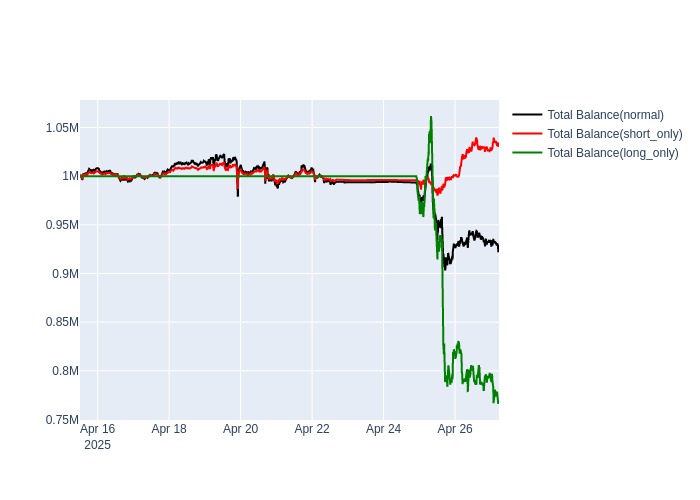 Total Balance(normal)
Total Balance(short_only)
Total Balance(long_only)
1.05M
1M
0.95M
0.9M
0.85M
0.8M
0.75M
Apr 16 Apr 18 Apr 20 Apr 22 Apr 24 Apr 26
2025